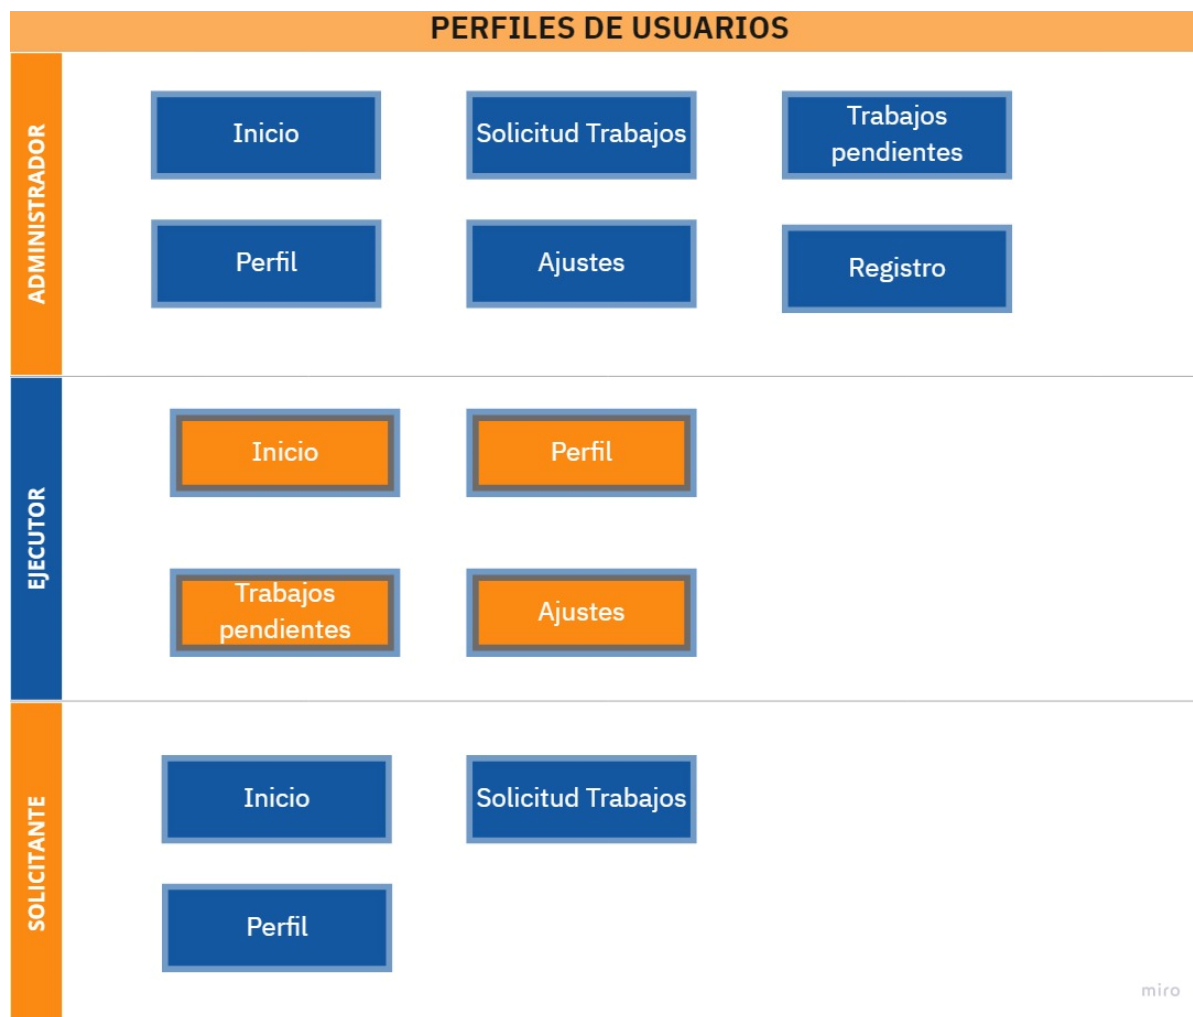 PERFILES DE USUARIOS
ADMINISTRADOR
Inicio
Solicitud Trabajos
Trabajos
pendientes
Perfil
Ajustes
Registro
EJECUTOR
Inicio
Perfil
Trabajos
pendientes
Ajustes
SOLICITANTE
Inicio
Solicitud Trabajos
Perfil
miro